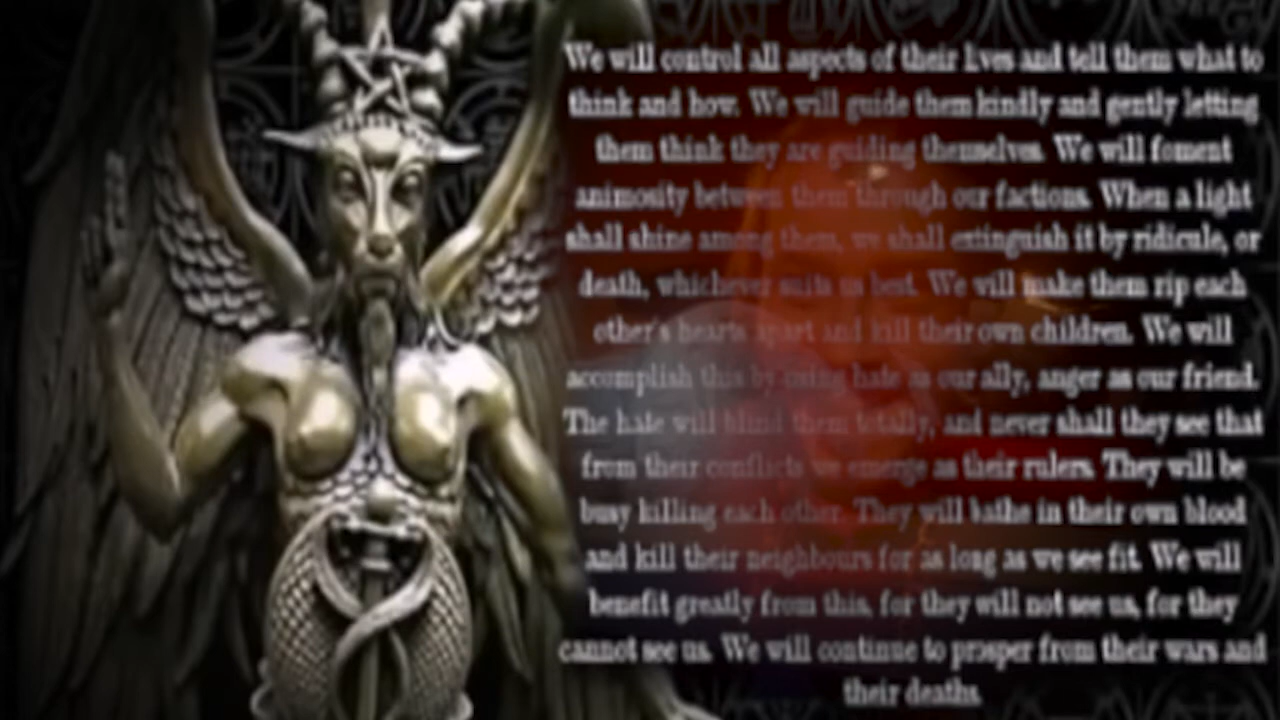 We will control all aspects of their lives and tell them what to
think and how. We will guide them kindly and gently letting
them think they are guiding themselves. We will foment
animosity between them through our factions. When a light
shall shine among them, we shall extinguish it by ridicule, or
death, whichever suits us best. We will make them rip each
other's hearts apart and kill their own children. We will
accomplish this by using hate as our ally, anger as our friend.
The hate will blind them totally, and never shall they see that
from their conflicts we emerge as their rulers. They will be
busy killing each other. They will bathe in their own blood
and kill their neighbours for as long as we see fit. We will
benefit greatly from this, for they will not see us, for they
cannot see us. We will continue to prosper from their wars and
their deaths.